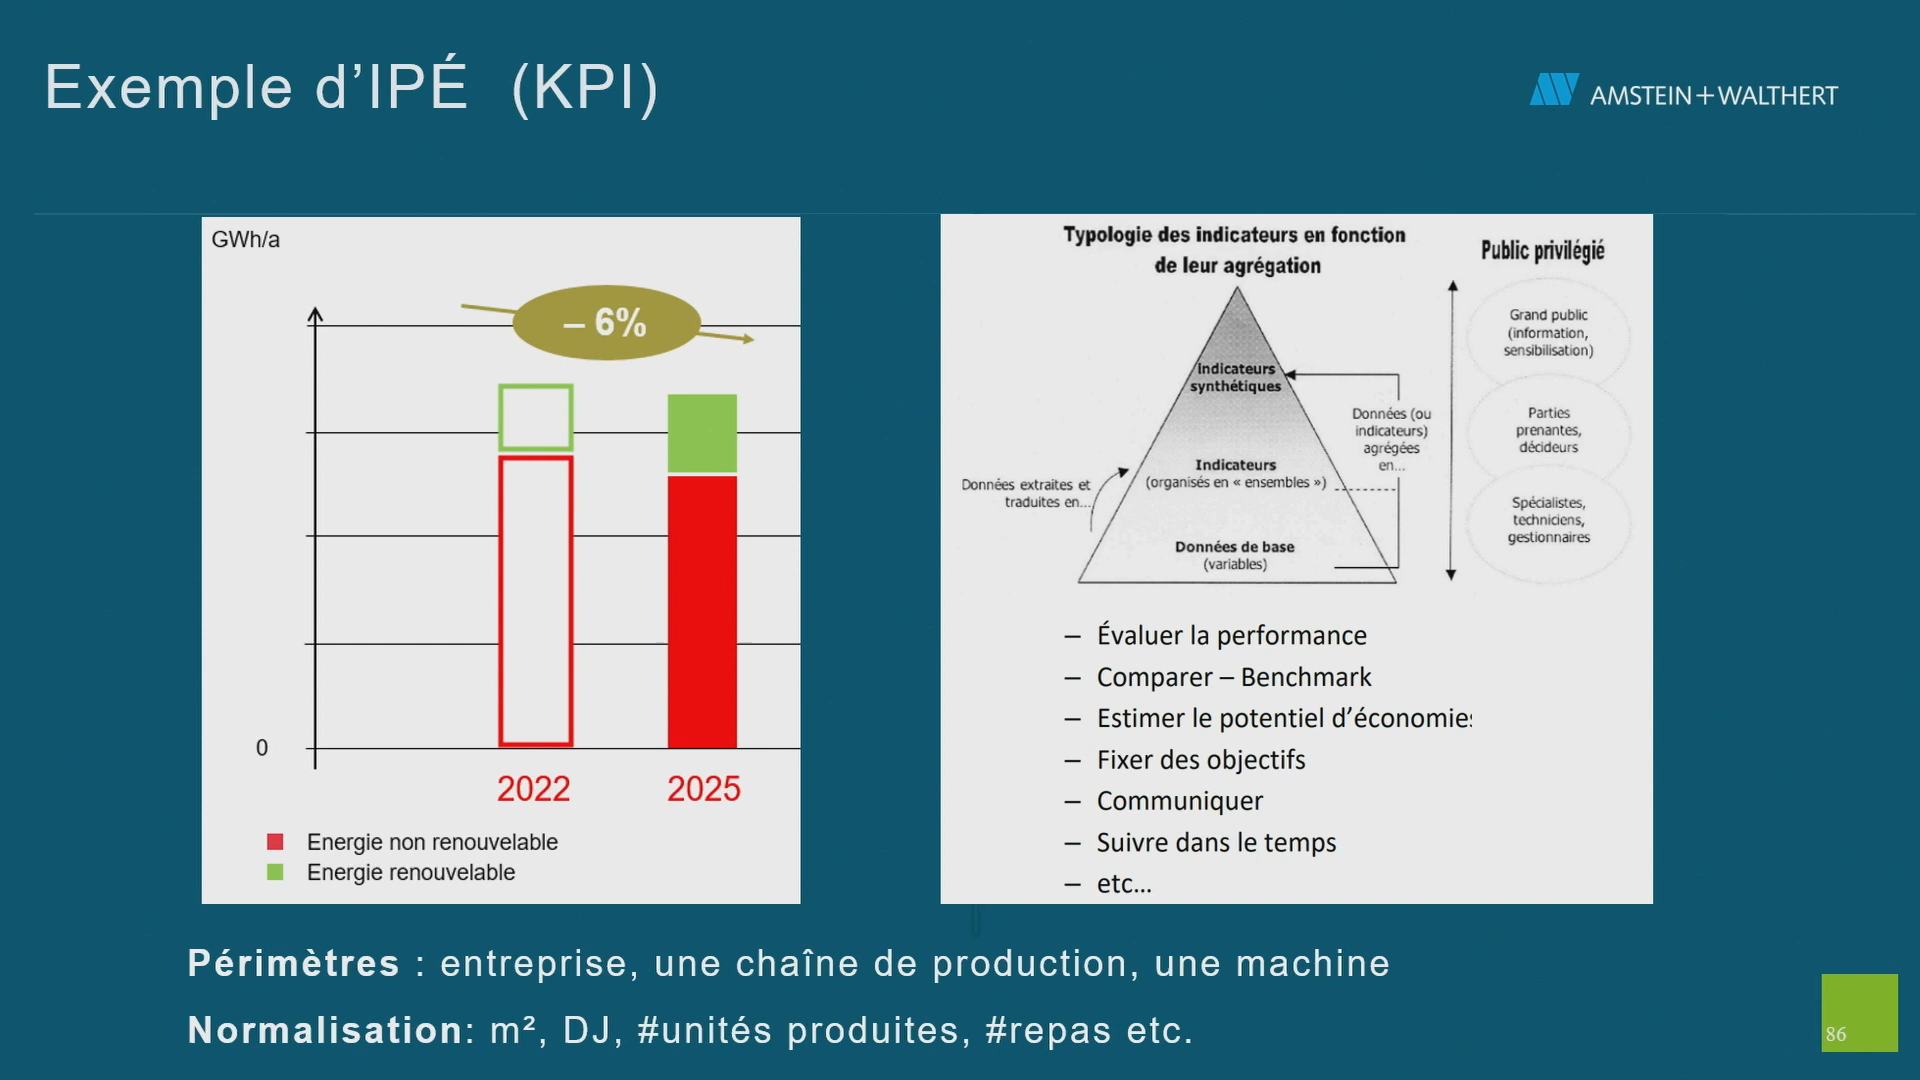 Exemple d’IPÉ (KPI)
AMSTEIN+WALTHERT
GWh/a
– 6%
0
2022
2025
Energie non renouvelable
Energie renouvelable
Typologie des indicateurs en fonction
de leur agrégation
Public privilégié
Indicateurs
synthétiques
Indicateurs
(organisés en « ensembles »)
Données de base
(variables)
Données extraites et
traduites en...
Données (ou
indicateurs)
agrégées
en...
Grand public
(information,
sensibilisation)
Parties
prenantes,
décideurs
Spécialistes,
techniciens,
gestionnaires
– Évaluer la performance
– Comparer – Benchmark
– Estimer le potentiel d’économies
– Fixer des objectifs
– Communiquer
– Suivre dans le temps
– etc...
Périmètres : entreprise, une chaîne de production, une machine
Normalisation: m², DJ, #unités produites, #repas etc.
86